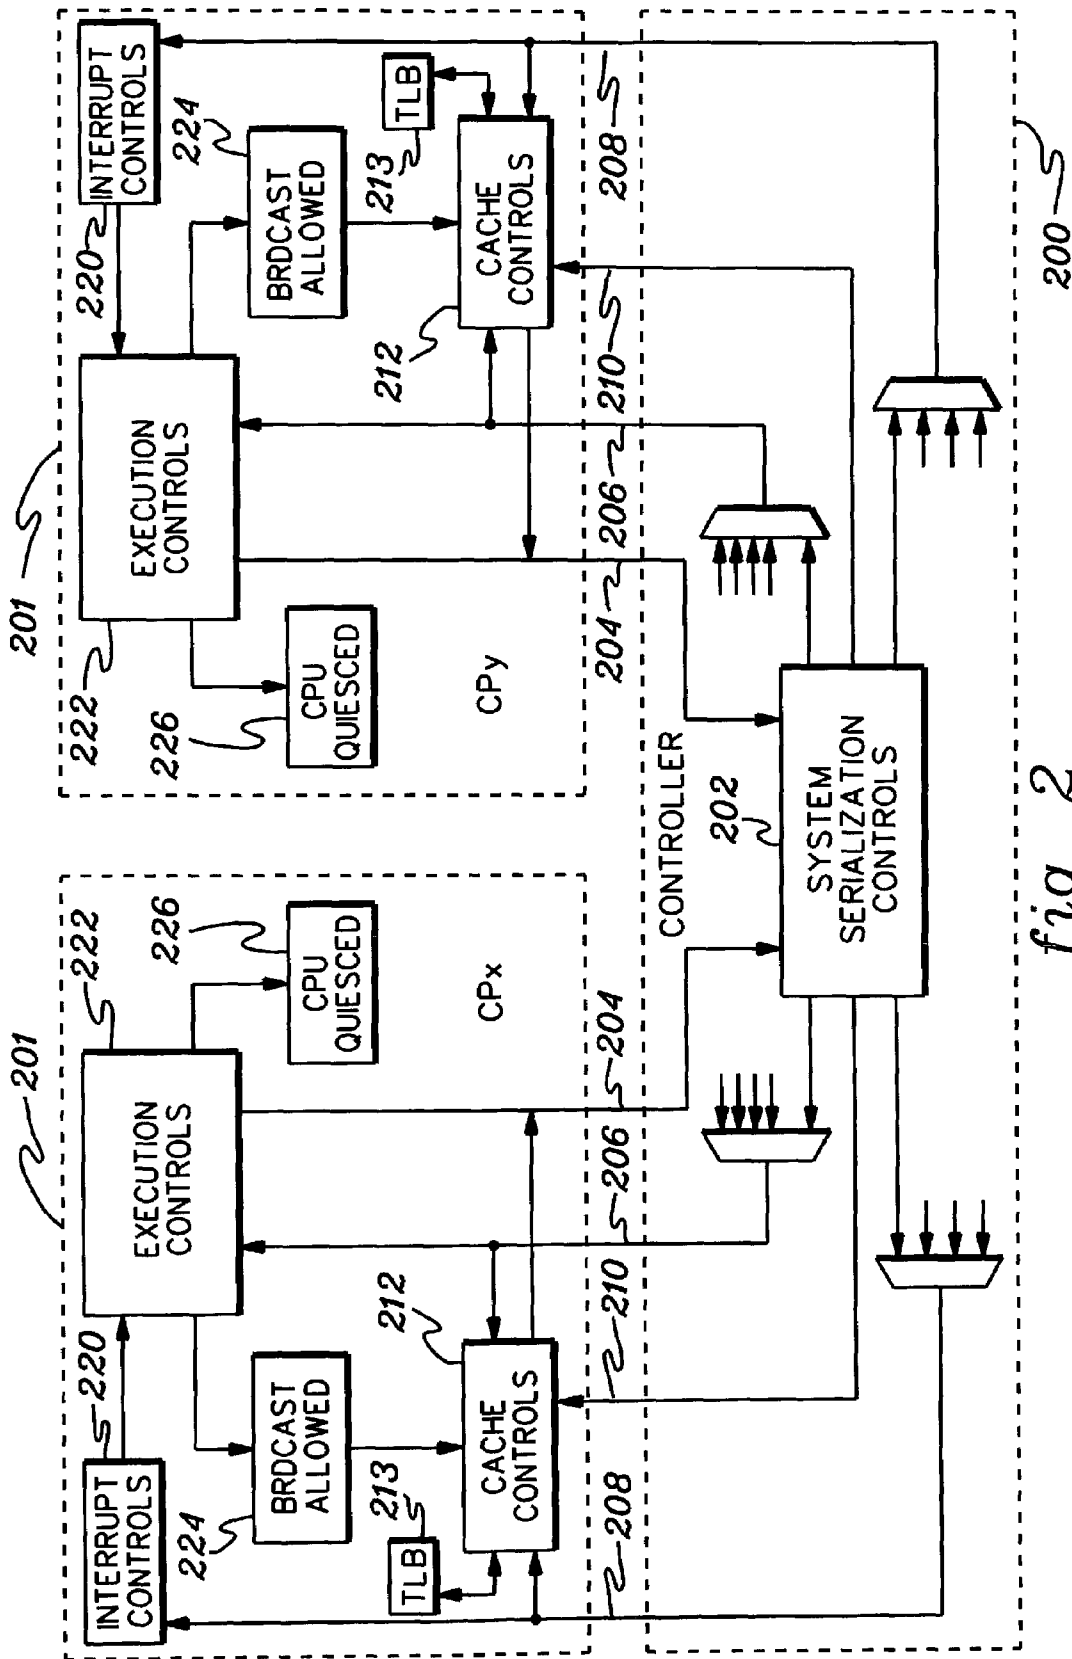 201
201
220
INTERRUPT
CONTROLS
EXECUTION
CONTROLS
222
222
EXECUTION
CONTROLS
220
INTERRUPT
CONTROLS
224
BRDCAST
ALLOWED
CPU
QUIESCED
226
226
CPU
QUIESCED
BRDCAST
ALLOWED
224
TLB
213
CACHE
CONTROLS
212
CPx
CPy
212
CACHE
CONTROLS
213
TLB
208
210
206
204
204
206
210
208
CONTROLLER
202
SYSTEM
SERIALIZATION
CONTROLS
200
fig. 2